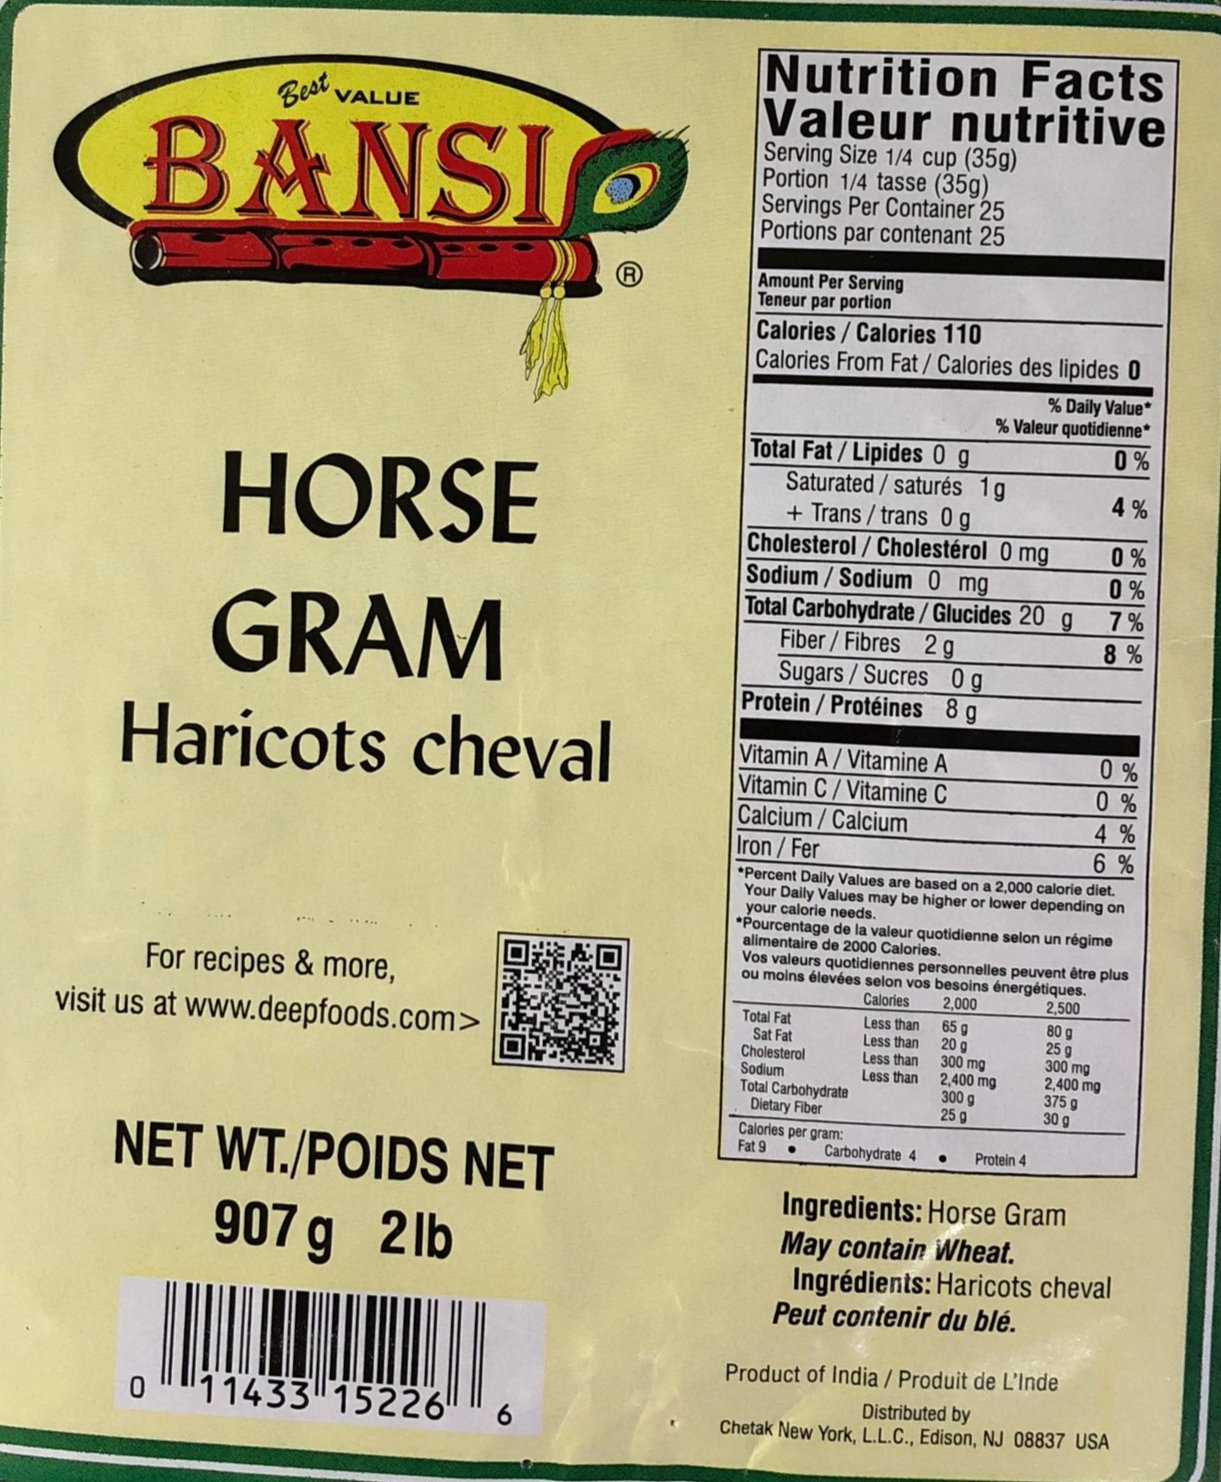 Best VALUE
BANSI
®
HORSE
GRAM
Haricots cheval
For recipes & more,
visit us at www.deepfoods.com>
NET WT./POIDS NET
907 g 2 lb
0 11433 15226 6
Nutrition Facts
Valeur nutritive
Serving Size 1/4 cup (35g)
Portion 1/4 tasse (35g)
Servings Per Container 25
Portions par contenant 25
Amount Per Serving
Teneur par portion
Calories / Calories 110
Calories From Fat / Calories des lipides 0
% Daily Value*
% Valeur quotidienne*
Total Fat / Lipides 0 g 0 %
Saturated / saturés 1 g
+ Trans / trans 0 g 4 %
Cholesterol / Cholestérol 0 mg 0 %
Sodium / Sodium 0 mg 0 %
Total Carbohydrate / Glucides 20 g 7 %
Fiber / Fibres 2 g 8 %
Sugars / Sucres 0 g
Protein / Protéines 8 g
Vitamin A / Vitamine A 0 %
Vitamin C / Vitamine C 0 %
Calcium / Calcium 4 %
Iron / Fer 6 %
*Percent Daily Values are based on a 2,000 calorie diet.
Your Daily Values may be higher or lower depending on
your calorie needs.
*Pourcentage de la valeur quotidienne selon un régime
alimentaire de 2000 Calories.
Vos valeurs quotidiennes personnelles peuvent être plus
ou moins élevées selon vos besoins énergétiques.
Calories 2,000 2,500
Total Fat Less than 65 g 80 g
Sat Fat Less than 20 g 25 g
Cholesterol Less than 300 mg 300 mg
Sodium Less than 2,400 mg 2,400 mg
Total Carbohydrate 300 g 375 g
Dietary Fiber 25 g 30 g
Calories per gram:
Fat 9 • Carbohydrate 4 • Protein 4
Ingredients: Horse Gram
May contain Wheat.
Ingrédients: Haricots cheval
Peut contenir du blé.
Product of India / Produit de L'Inde
Distributed by
Chetak New York, L.L.C., Edison, NJ 08837 USA